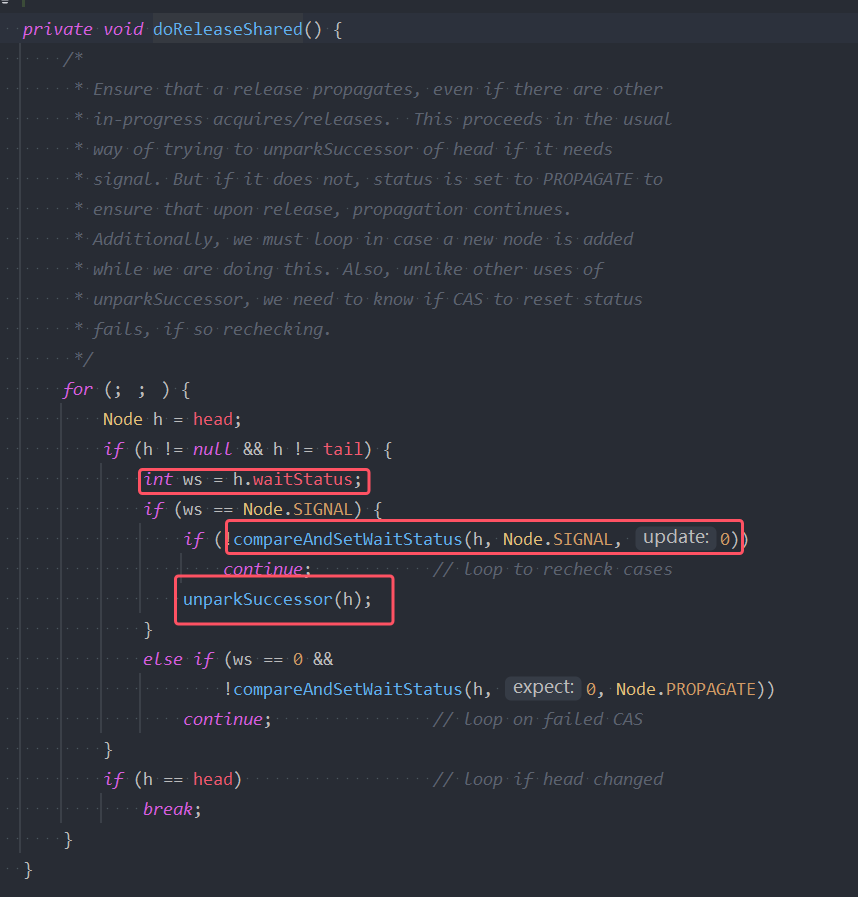 private void doReleaseShared() {
/*
* Ensure that a release propagates, even if there are other
* in-progress acquires/releases.  This proceeds in the usual
* way of trying to unparkSuccessor of head if it needs
* signal. But if it does not, status is set to PROPAGATE to
* ensure that upon release, propagation continues.
* Additionally, we must loop in case a new node is added
* while we are doing this. Also, unlike other uses of
* unparkSuccessor, we need to know if CAS to reset status
* fails, if so rechecking.
*/
for (; ; ) {
Node h = head;
if (h != null && h != tail) {
int ws = h.waitStatus;
if (ws == Node.SIGNAL) {
if (!compareAndSetWaitStatus(h, Node.SIGNAL, update: 0))
continue; // loop to recheck cases
unparkSuccessor(h);
}
else if (ws == 0 &&
!compareAndSetWaitStatus(h, expect: 0, Node.PROPAGATE))
continue; // loop on failed CAS
}
if (h == head) // loop if head changed
break;
}
}